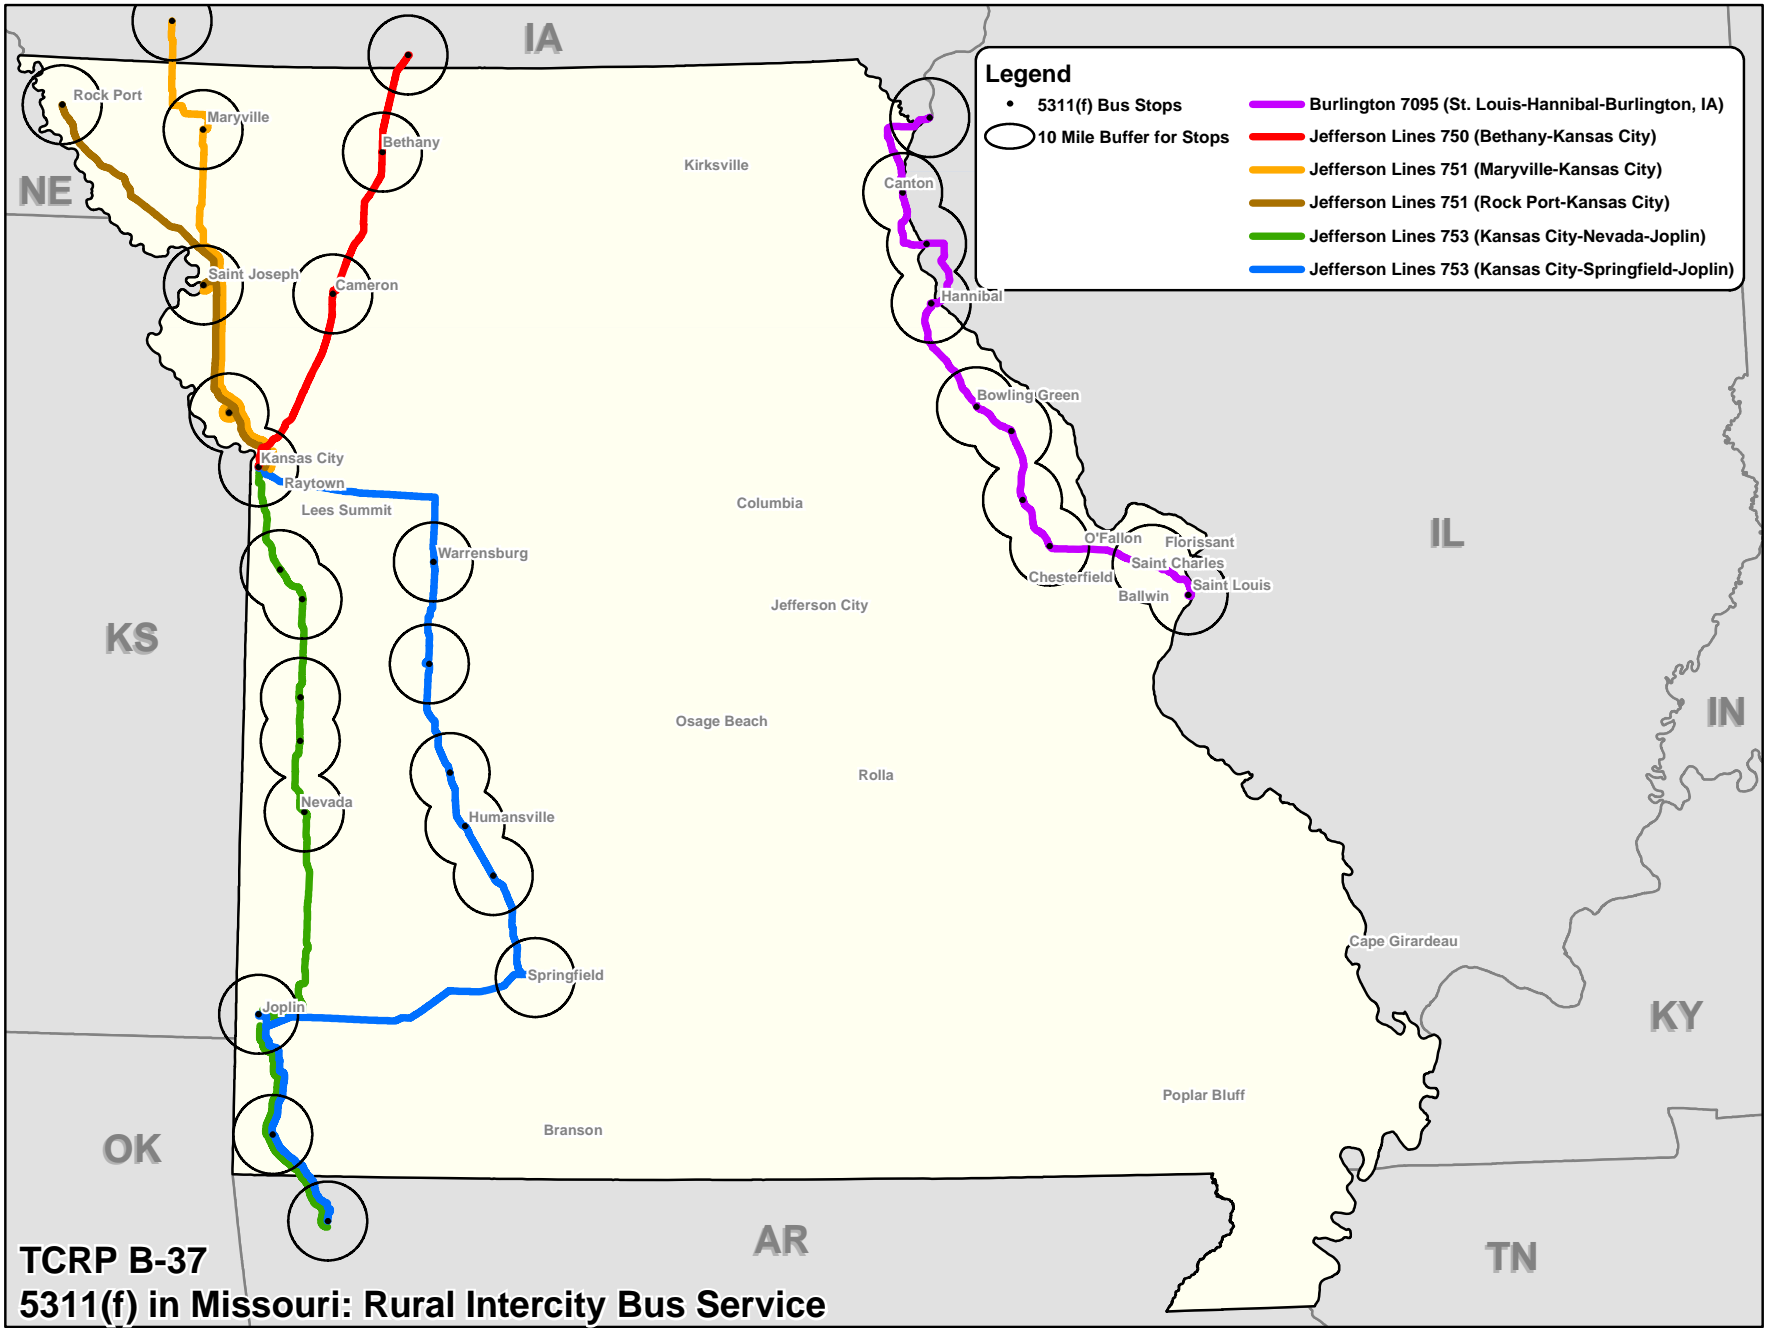 IA
Legend
5311(f) Bus Stops
10 Mile Buffer for Stops
Burlington 7095 (St. Louis-Hannibal-Burlington, IA)
Jefferson Lines 750 (Bethany-Kansas City)
Jefferson Lines 751 (Maryville-Kansas City)
Jefferson Lines 751 (Rock Port-Kansas City)
Jefferson Lines 753 (Kansas City-Nevada-Joplin)
Jefferson Lines 753 (Kansas City-Springfield-Joplin)
Rock Port
Maryville
Bethany
Kirksville
NE
Canton
Saint Joseph
Cameron
Hannibal
Bowling Green
Kansas City
Raytown
Lees Summit
Columbia
IL
Warrensburg
O'Fallon
Florissant
Saint Charles
Chesterfield
Saint Louis
Ballwin
Jefferson City
KS
Osage Beach
IN
Rolla
Nevada
Humansville
Cape Girardeau
Springfield
Joplin
KY
Poplar Bluff
Branson
OK
AR
TN
TCRP B-37
5311(f) in Missouri: Rural Intercity Bus Service